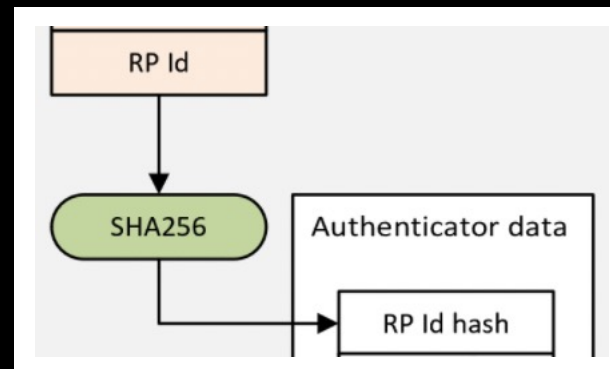 RP Id
SHA256
Authenticator data
RP Id hash